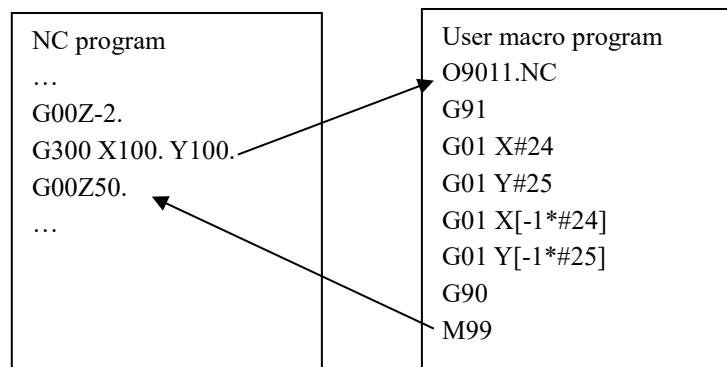 NC program
…
G00Z-2.
G300 X100. Y100.
G00Z50.
…
User macro program
O9011.NC
G91
G01 X#24
G01 Y#25
G01 X[-1*#24]
G01 Y[-1*#25]
G90
M99